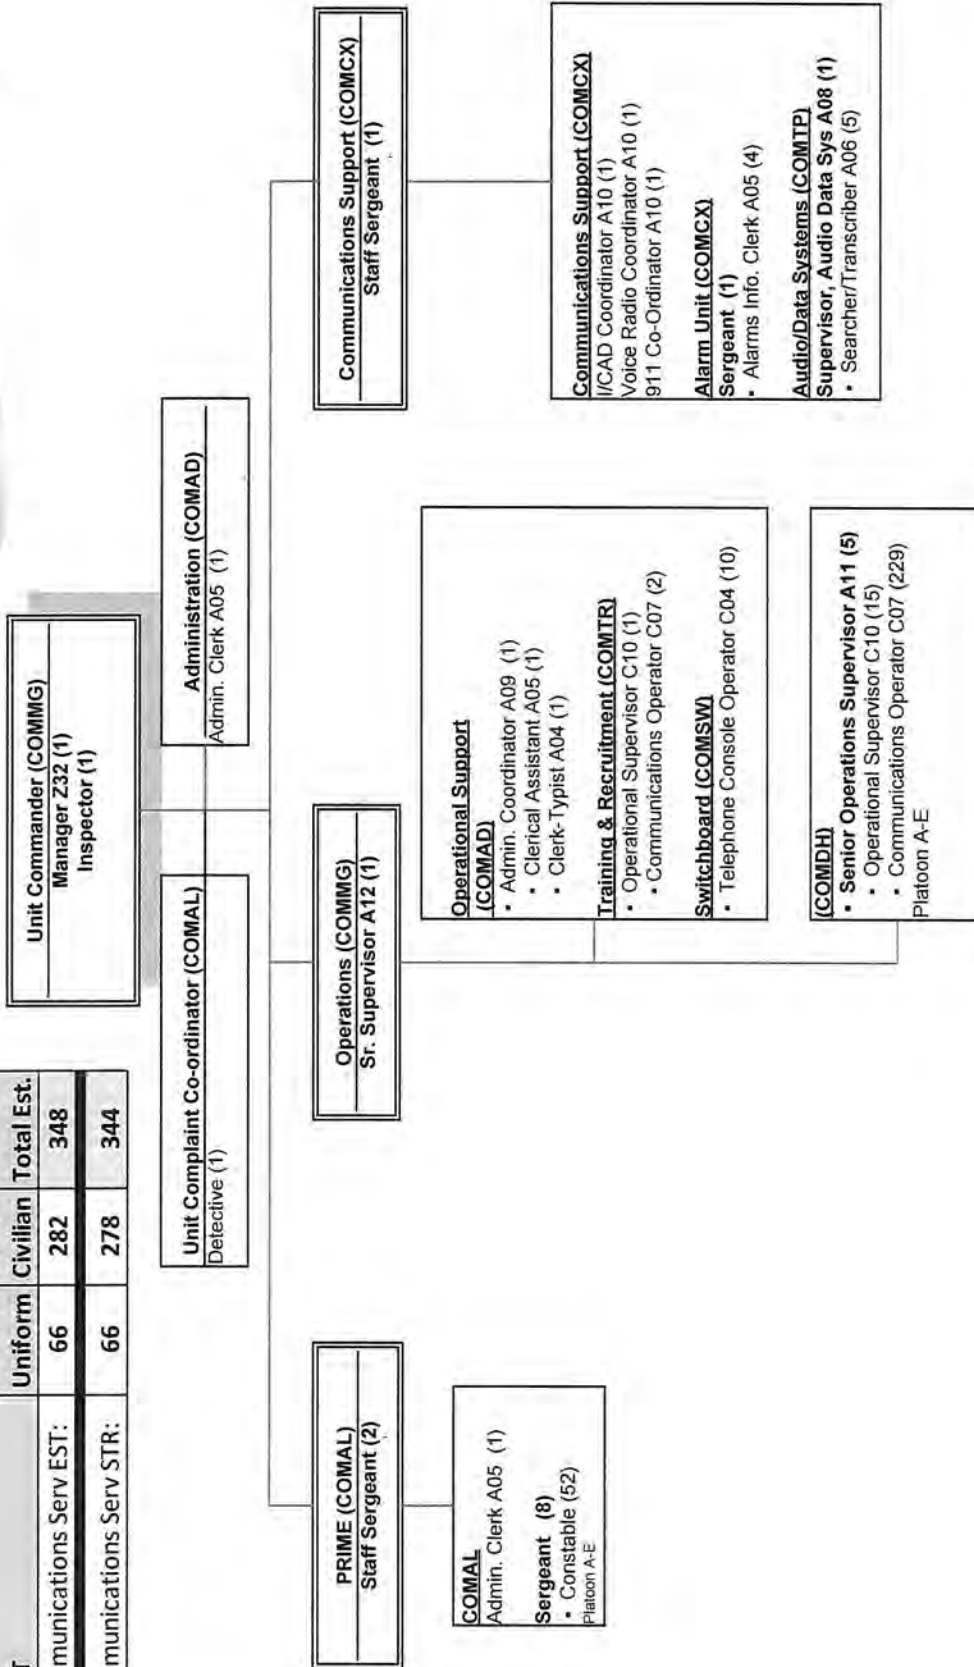 T
Uniform Civilian Total Est.
munications Serv EST: 66 282 348
munications Serv STR: 66 278 344
Unit Commander (COMMG)
Manager Z32 (1)
Inspector (1)
Unit Complaint Co-ordinator (COMAL)
Detective (1)
Administration (COMAD)
Admin. Clerk A05 (1)
PRIME (COMAL)
Staff Sergeant (2)
COMAL
Admin. Clerk A05 (1)
Sergeant (8)
• Constable (52)
Platoon A-E
Operations (COMMG)
Sr. Supervisor A12 (1)
Operational Support
(COMAD)
• Admin. Coordinator A09 (1)
• Clerical Assistant A05 (1)
• Clerk-Typist A04 (1)
Training & Recruitment (COMTR)
• Operational Supervisor C10 (1)
• Communications Operator C07 (2)
Switchboard (COMSW)
• Telephone Console Operator C04 (10)
(COMDH)
• Senior Operations Supervisor A11 (5)
• Operational Supervisor C10 (15)
• Communications Operator C07 (229)
Platoon A-E
Communications Support (COMCX)
Staff Sergeant (1)
Communications Support (COMCX)
I/CAD Coordinator A10 (1)
Voice Radio Coordinator A10 (1)
911 Co-Ordinator A10 (1)
Alarm Unit (COMCX)
Sergeant (1)
• Alarms Info. Clerk A05 (4)
Audio/Data Systems (COMTP)
Supervisor, Audio Data Sys A08 (1)
• Searcher/Transcriber A06 (5)